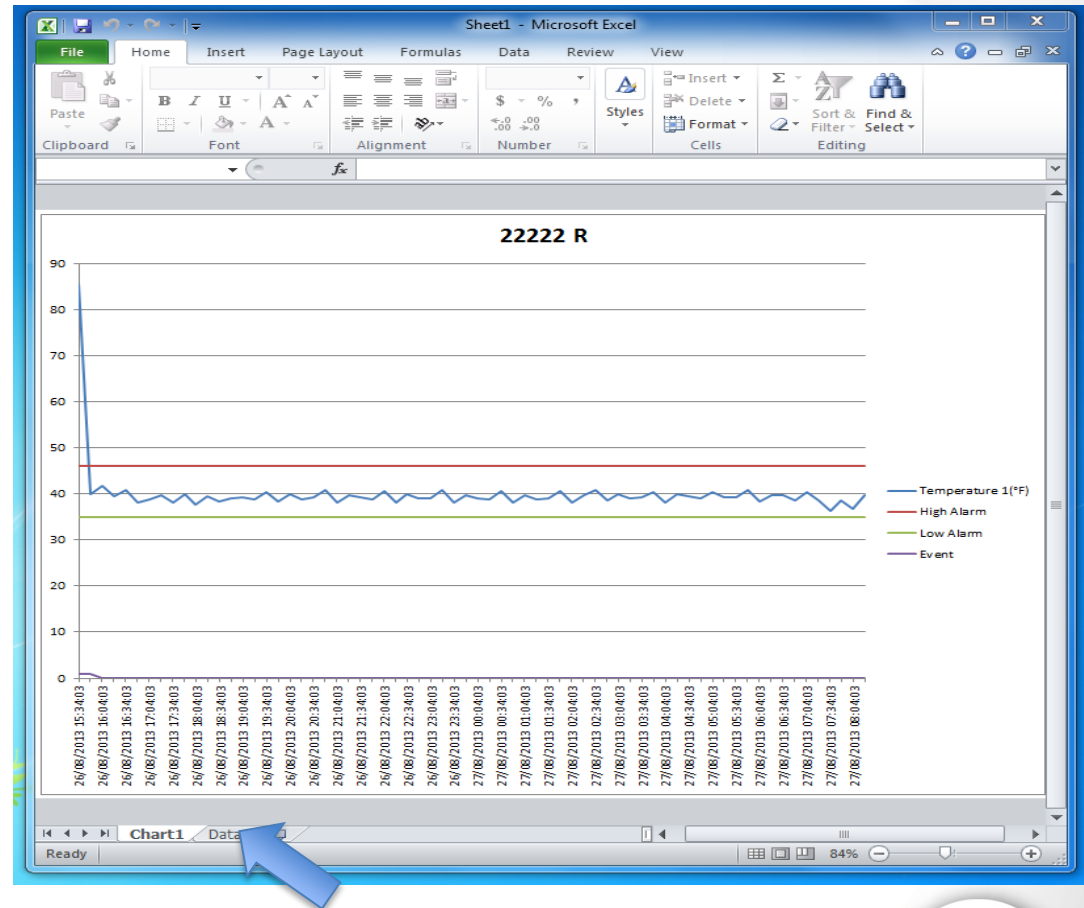 Sheet1 - Microsoft Excel
File Home Insert Page Layout Formulas Data Review View
Paste
B I U A A
A
$ % ,
.0 .00
.00 .0
A
Styles
Insert
Delete
Format
Σ
A
Z
Sort & Filter
Find & Select
Clipboard Font Alignment Number Cells Editing
fx
22222 R
90
80
70
60
50
40
30
20
10
0
Temperature 1(°F)
High Alarm
Low Alarm
Event
26/08/2013 15:34:03
26/08/2013 16:04:03
26/08/2013 16:34:03
26/08/2013 17:04:03
26/08/2013 17:34:03
26/08/2013 18:04:03
26/08/2013 18:34:03
26/08/2013 19:04:03
26/08/2013 19:34:03
26/08/2013 20:04:03
26/08/2013 20:34:03
26/08/2013 21:04:03
26/08/2013 21:34:03
26/08/2013 22:04:03
26/08/2013 22:34:03
26/08/2013 23:04:03
26/08/2013 23:34:03
27/08/2013 00:04:03
27/08/2013 00:34:03
27/08/2013 01:04:03
27/08/2013 01:34:03
27/08/2013 02:04:03
27/08/2013 02:34:03
27/08/2013 03:04:03
27/08/2013 03:34:03
27/08/2013 04:04:03
27/08/2013 04:34:03
27/08/2013 05:04:03
27/08/2013 05:34:03
27/08/2013 06:04:03
27/08/2013 06:34:03
27/08/2013 07:04:03
27/08/2013 07:34:03
27/08/2013 08:04:03
Chart1 Data
Ready 84%